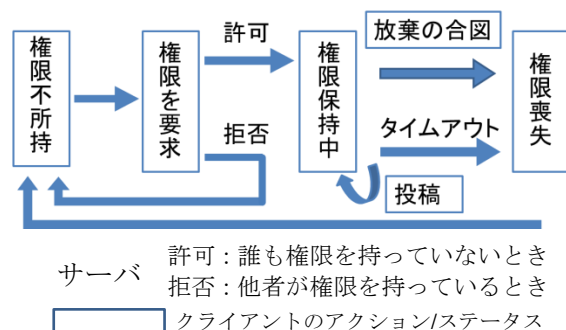 権限不所持
権限を要求
許可
拒否
権限保持中
放棄の合図
タイムアウト
投稿
権限喪失
サーバ
許可：誰も権限を持っていないとき
拒否：他者が権限を持っているとき
クライアントのアクション/ステータス